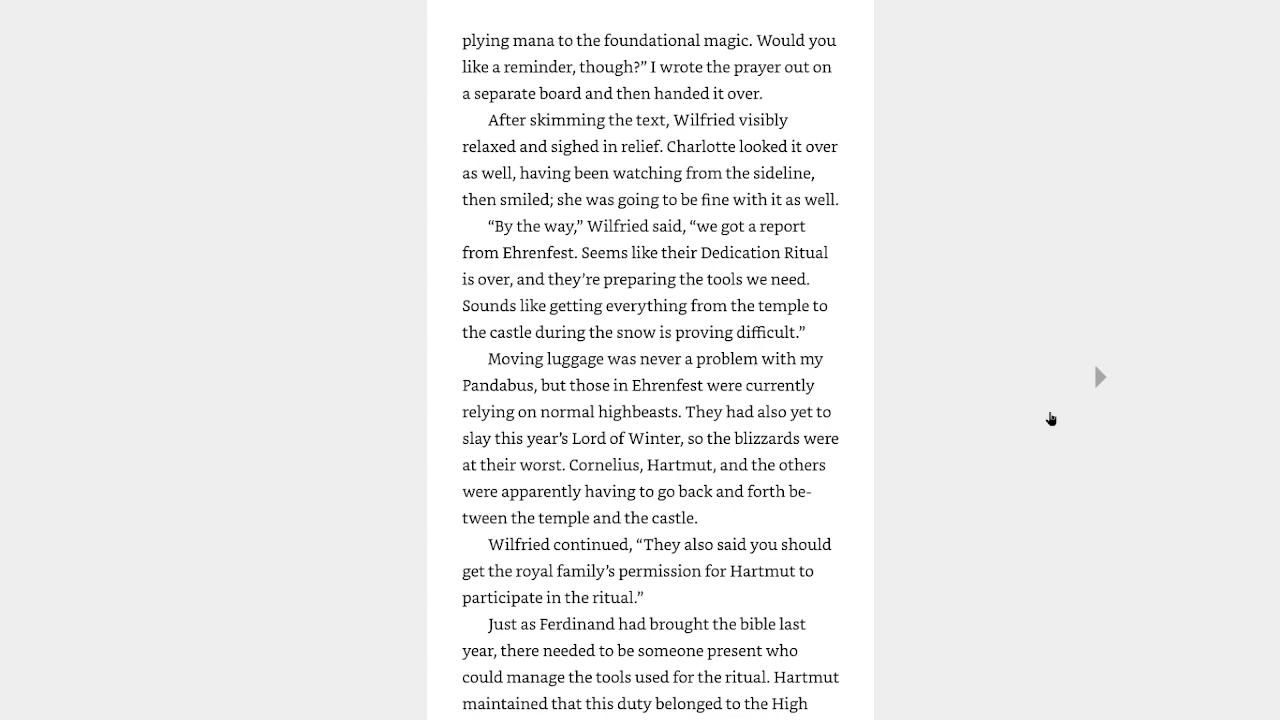 plying mana to the foundational magic. Would you
like a reminder, though?” I wrote the prayer out on
a separate board and then handed it over.
After skimming the text, Wilfried visibly
relaxed and sighed in relief. Charlotte looked it over
as well, having been watching from the sideline,
then smiled; she was going to be fine with it as well.
“By the way,” Wilfried said, “we got a report
from Ehrenfest. Seems like their Dedication Ritual
is over, and they’re preparing the tools we need.
Sounds like getting everything from the temple to
the castle during the snow is proving difficult.”
Moving luggage was never a problem with my
Pandabus, but those in Ehrenfest were currently
relying on normal highbeasts. They had also yet to
slay this year’s Lord of Winter, so the blizzards were
at their worst. Cornelius, Hartmut, and the others
were apparently having to go back and forth be-
tween the temple and the castle.
Wilfried continued, “They also said you should
get the royal family’s permission for Hartmut to
participate in the ritual.”
Just as Ferdinand had brought the bible last
year, there needed to be someone present who
could manage the tools used for the ritual. Hartmut
maintained that this duty belonged to the High